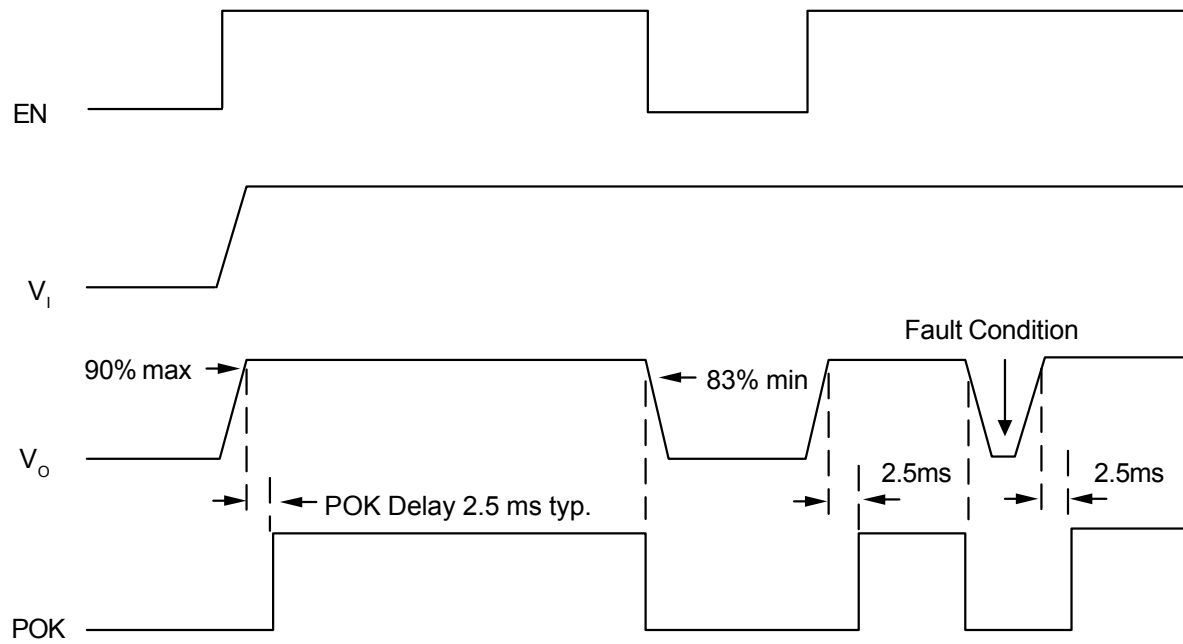 EN
V_I
Fault Condition
90% max
83% min
V_O
2.5ms
2.5ms
POK Delay 2.5 ms typ.
POK